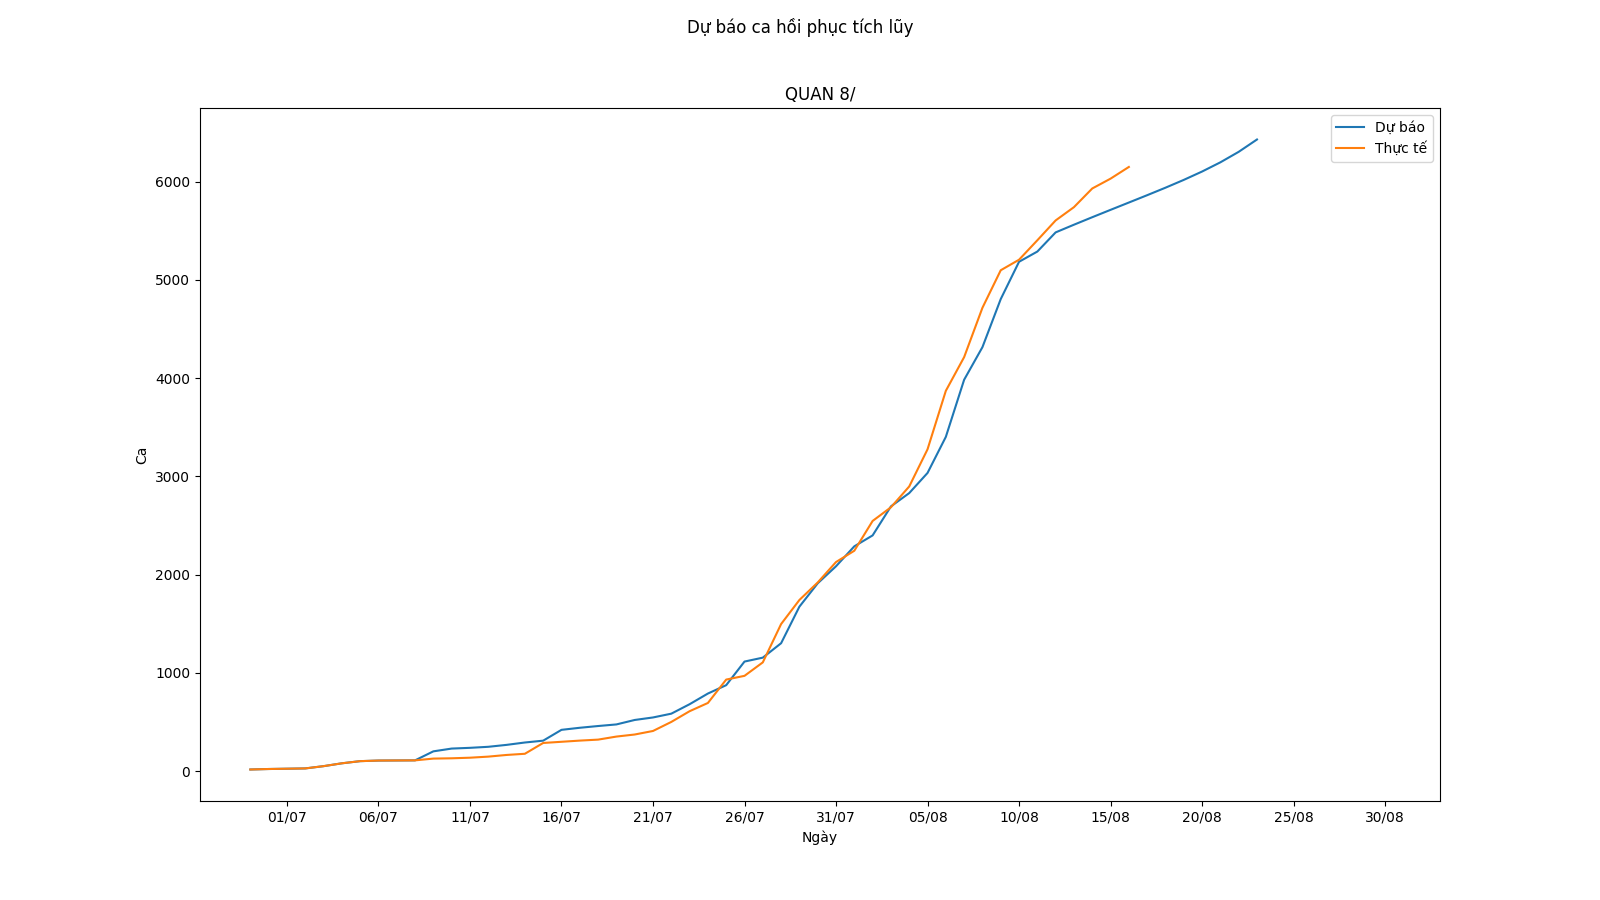 Dự báo ca hồi phục tích lũy
QUAN 8/
Dự báo
Thực tế
6000
5000
4000
3000
2000
1000
0
Ca
01/07 06/07 11/07 16/07 21/07 26/07 31/07 05/08 10/08 15/08 20/08 25/08 30/08
Ngày